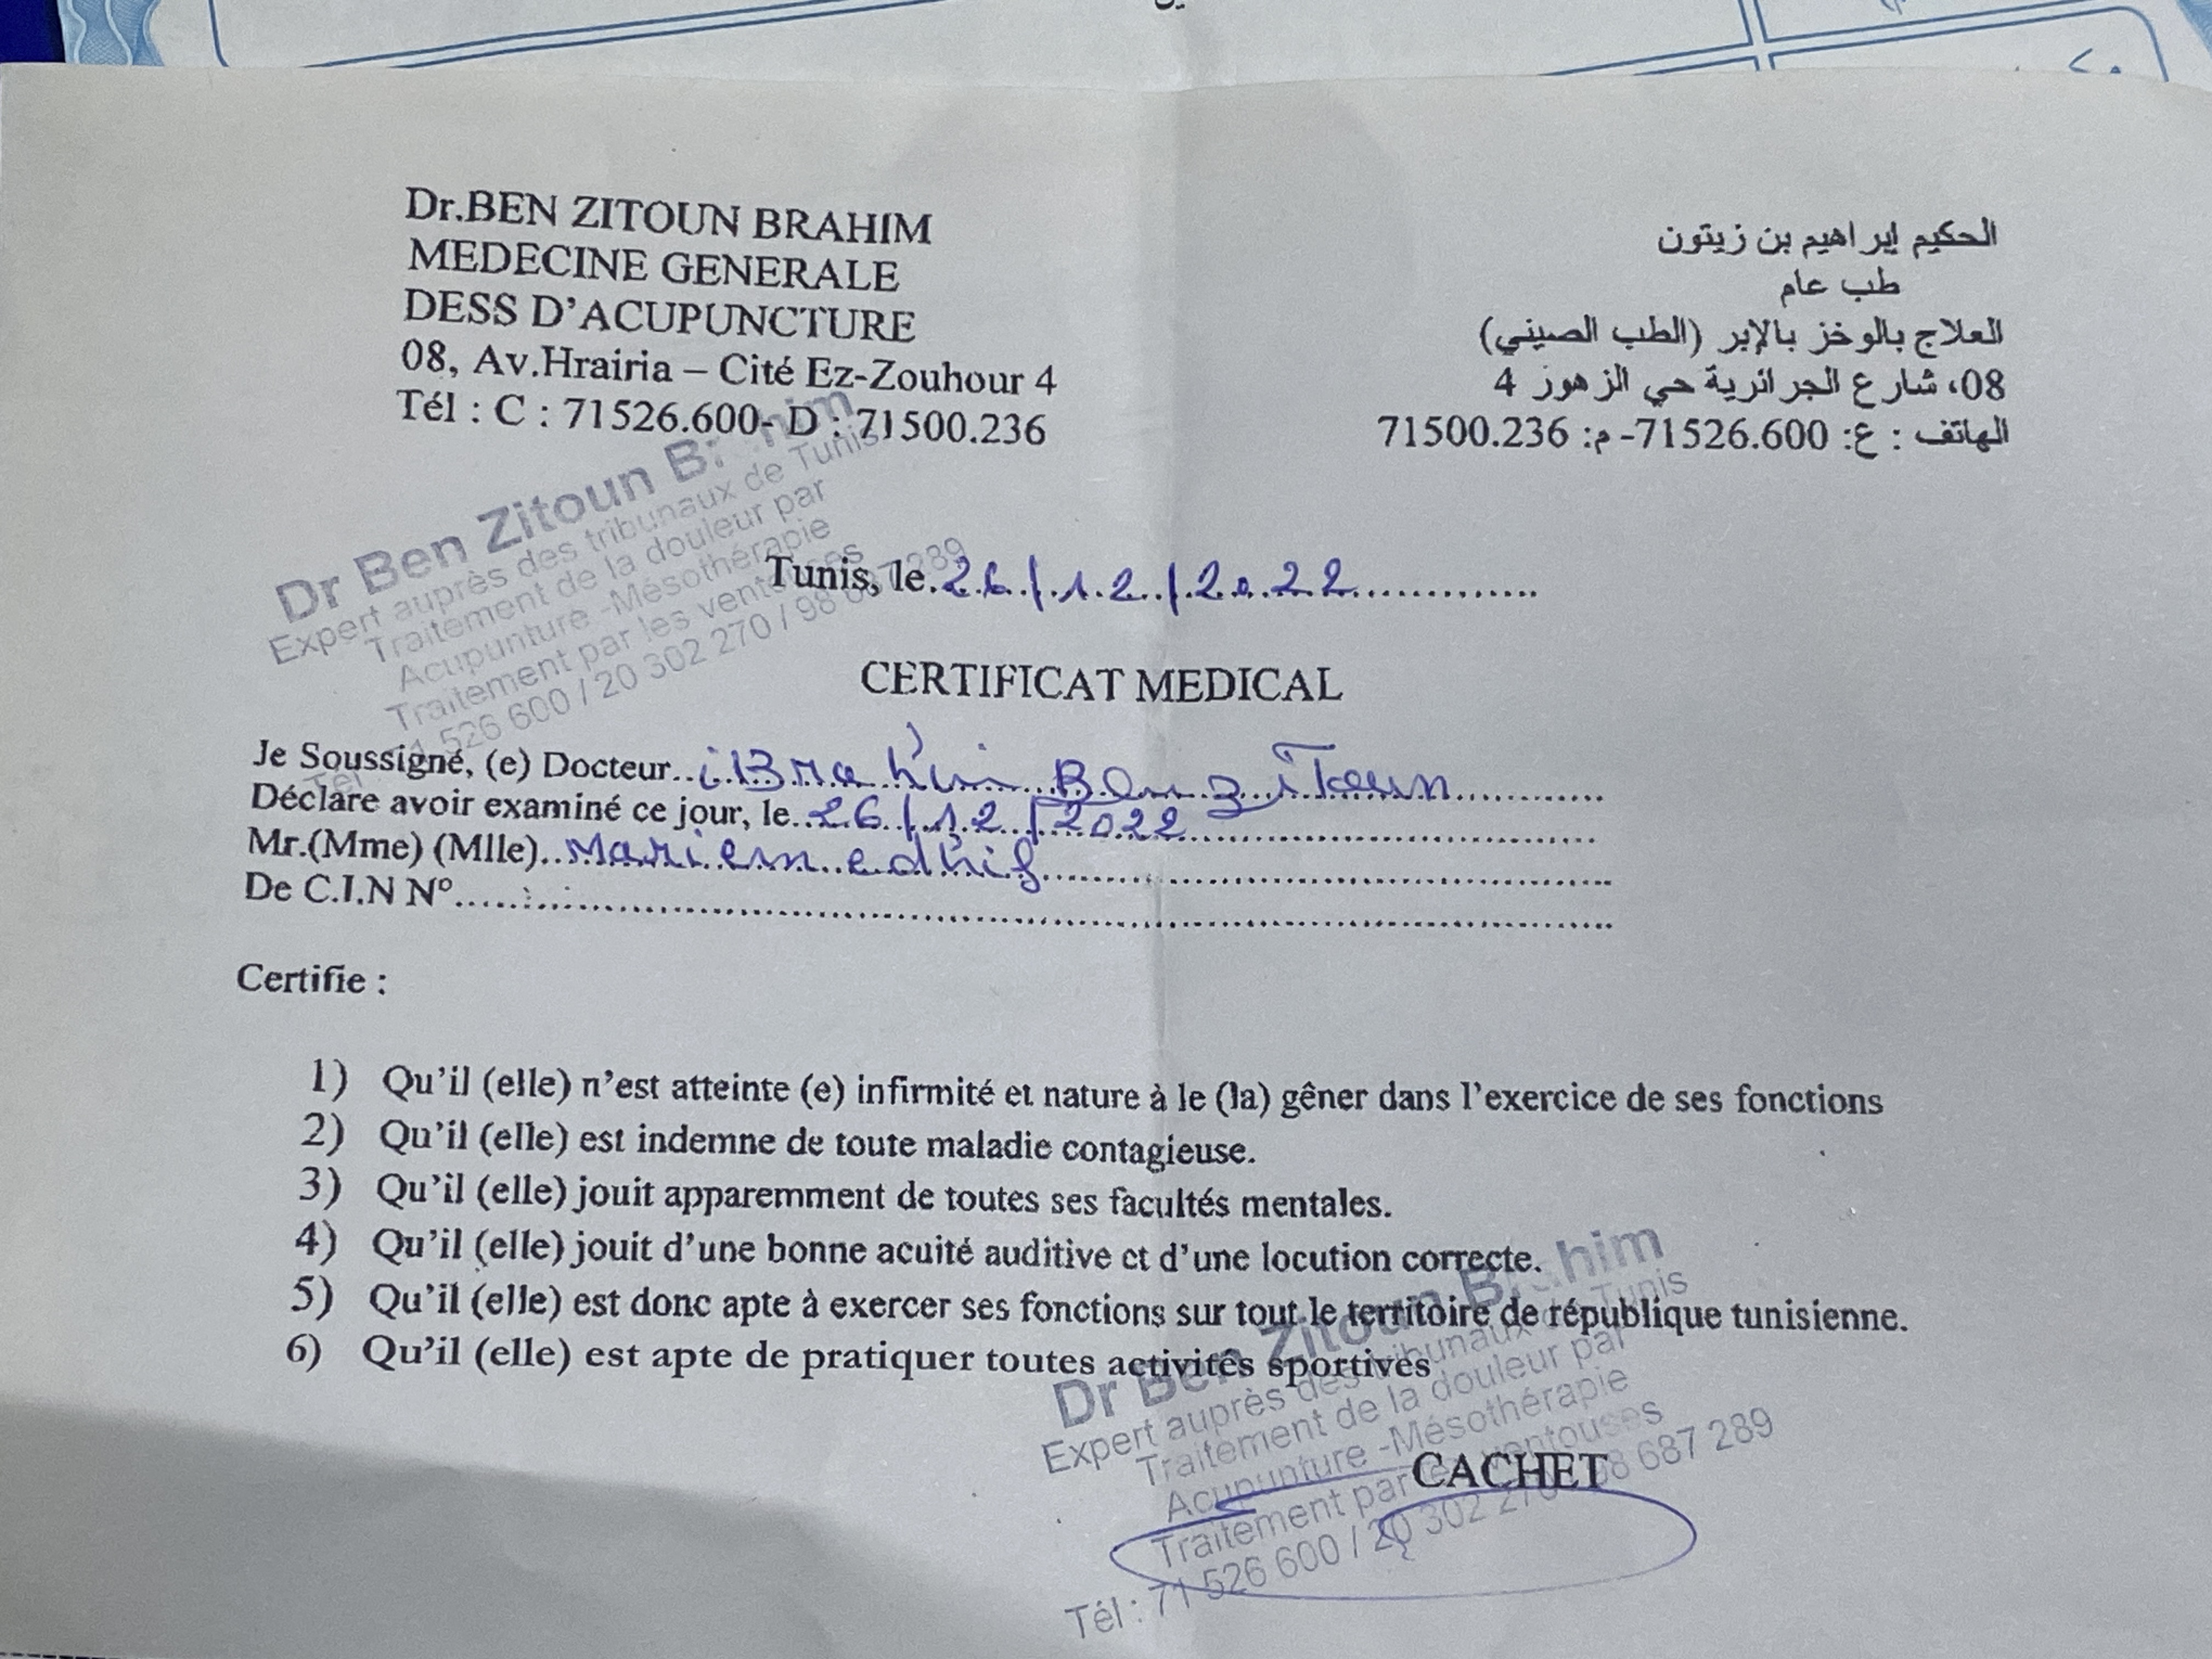 Dr.BEN ZITOUN BRAHIM
MEDECINE GENERALE
DESS D'ACUPUNCTURE
08, Av.Hrairia – Cité Ez-Zouhour 4
Tél : C : 71526.600- D : 71500.236
الحكيم إبراهيم بن زيتون
طب عام
العلاج بالوخز بالإبر (الطب الصيني)
08، شارع الجرائرية حي الزهور 4
الهاتف : ع: 71526.600- م: 71500.236
Dr Ben Zitoun Brahim
Expert auprès des tribunaux de Tunis
Traitement de la douleur par
Acupunture -Mésothérapie
Traitement par les ventouses
Tél 71 526 600 / 20 302 270 / 98 687 289
Tunis, le 26/12/2022
CERTIFICAT MEDICAL
Je Soussigné, (e) Docteur iBrahim Ben ziToun
Déclare avoir examiné ce jour, le 26/12/2022
Mr.(Mme) (Mlle) Mariem edhif
De C.I.N N°
Certifie :
1) Qu'il (elle) n'est atteinte (e) infirmité et nature à le (la) gêner dans l'exercice de ses fonctions
2) Qu'il (elle) est indemne de toute maladie contagieuse.
3) Qu'il (elle) jouit apparemment de toutes ses facultés mentales.
4) Qu'il (elle) jouit d'une bonne acuité auditive et d'une locution correcte.
5) Qu'il (elle) est donc apte à exercer ses fonctions sur tout le territoire de république tunisienne.
6) Qu'il (elle) est apte de pratiquer toutes activités sportives
CACHET
Dr Ben Zitoun Brahim
Expert auprès des tribunaux de Tunis
Traitement de la douleur par
Acupunture -Mésothérapie
Traitement par les ventouses
Tél : 71 526 600 / 20 302 270 / 98 687 289